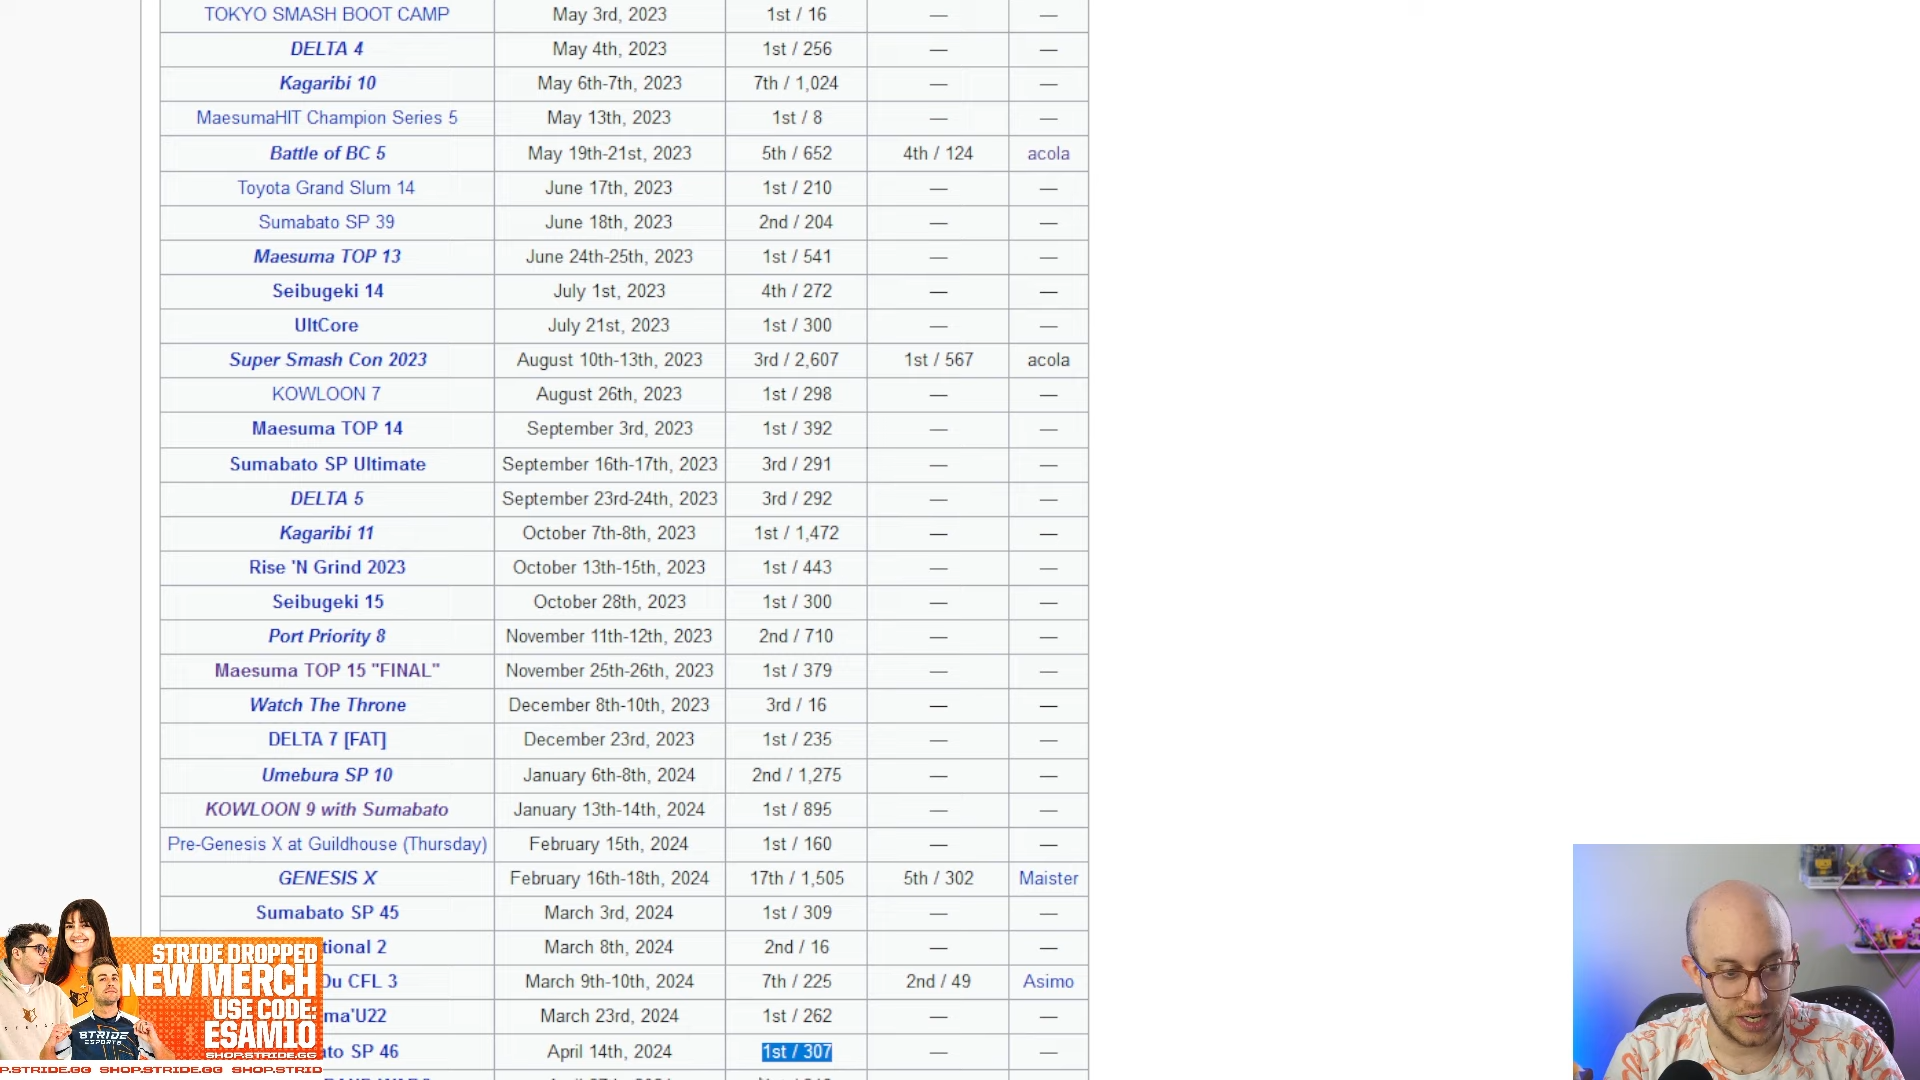 TOKYO SMASH BOOT CAMP May 3rd, 2023 1st / 16 — —
DELTA 4 May 4th, 2023 1st / 256 — —
Kagaribi 10 May 6th-7th, 2023 7th / 1,024 — —
MaesumaHIT Champion Series 5 May 13th, 2023 1st / 8 — —
Battle of BC 5 May 19th-21st, 2023 5th / 652 4th / 124 acola
Toyota Grand Slum 14 June 17th, 2023 1st / 210 — —
Sumabato SP 39 June 18th, 2023 2nd / 204 — —
Maesuma TOP 13 June 24th-25th, 2023 1st / 541 — —
Seibugeki 14 July 1st, 2023 4th / 272 — —
UltCore July 21st, 2023 1st / 300 — —
Super Smash Con 2023 August 10th-13th, 2023 3rd / 2,607 1st / 567 acola
KOWLOON 7 August 26th, 2023 1st / 298 — —
Maesuma TOP 14 September 3rd, 2023 1st / 392 — —
Sumabato SP Ultimate September 16th-17th, 2023 3rd / 291 — —
DELTA 5 September 23rd-24th, 2023 3rd / 292 — —
Kagaribi 11 October 7th-8th, 2023 1st / 1,472 — —
Rise 'N Grind 2023 October 13th-15th, 2023 1st / 443 — —
Seibugeki 15 October 28th, 2023 1st / 300 — —
Port Priority 8 November 11th-12th, 2023 2nd / 710 — —
Maesuma TOP 15 "FINAL" November 25th-26th, 2023 1st / 379 — —
Watch The Throne December 8th-10th, 2023 3rd / 16 — —
DELTA 7 [FAT] December 23rd, 2023 1st / 235 — —
Umebura SP 10 January 6th-8th, 2024 2nd / 1,275 — —
KOWLOON 9 with Sumabato January 13th-14th, 2024 1st / 895 — —
Pre-Genesis X at Guildhouse (Thursday) February 15th, 2024 1st / 160 — —
GENESIS X February 16th-18th, 2024 17th / 1,505 5th / 302 Maister
Sumabato SP 45 March 3rd, 2024 1st / 309 — —
tional 2 March 8th, 2024 2nd / 16 — —
Du CFL 3 March 9th-10th, 2024 7th / 225 2nd / 49 Asimo
ma'U22 March 23rd, 2024 1st / 262 — —
to SP 46 April 14th, 2024 1st / 307 — —
STRIDE DROPPED
NEW MERCH
USE CODE:
ESAM10
SHOP.STRIDE.GG
P.STRIDE.GG SHOP.STRIDE.GG SHOP.STRID
STRIDE
ESPORTS